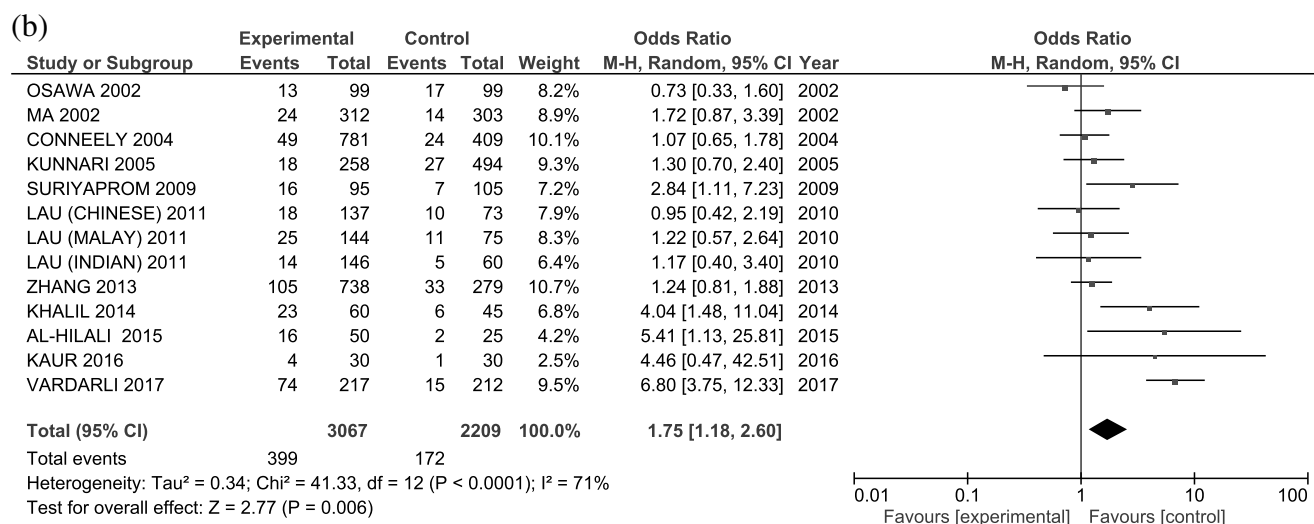 (b)
Experimental Control Odds Ratio Odds Ratio
Study or Subgroup Events Total Events Total Weight M-H, Random, 95% CI Year M-H, Random, 95% CI
OSAWA 2002 13 99 17 99 8.2% 0.73 [0.33, 1.60] 2002
MA 2002 24 312 14 303 8.9% 1.72 [0.87, 3.39] 2002
CONNEELY 2004 49 781 24 409 10.1% 1.07 [0.65, 1.78] 2004
KUNNARI 2005 18 258 27 494 9.3% 1.30 [0.70, 2.40] 2005
SURIYAPROM 2009 16 95 7 105 7.2% 2.84 [1.11, 7.23] 2009
LAU (CHINESE) 2011 18 137 10 73 7.9% 0.95 [0.42, 2.19] 2010
LAU (MALAY) 2011 25 144 11 75 8.3% 1.22 [0.57, 2.64] 2010
LAU (INDIAN) 2011 14 146 5 60 6.4% 1.17 [0.40, 3.40] 2010
ZHANG 2013 105 738 33 279 10.7% 1.24 [0.81, 1.88] 2013
KHALIL 2014 23 60 6 45 6.8% 4.04 [1.48, 11.04] 2014
AL-HILALI 2015 16 50 2 25 4.2% 5.41 [1.13, 25.81] 2015
KAUR 2016 4 30 1 30 2.5% 4.46 [0.47, 42.51] 2016
VARDARLI 2017 74 217 15 212 9.5% 6.80 [3.75, 12.33] 2017
Total (95% CI) 3067 2209 100.0% 1.75 [1.18, 2.60]
Total events 399 172
Heterogeneity: Tau² = 0.34; Chi² = 41.33, df = 12 (P < 0.0001); I² = 71%
Test for overall effect: Z = 2.77 (P = 0.006)
0.01 0.1 1 10 100
Favours [experimental] Favours [control]